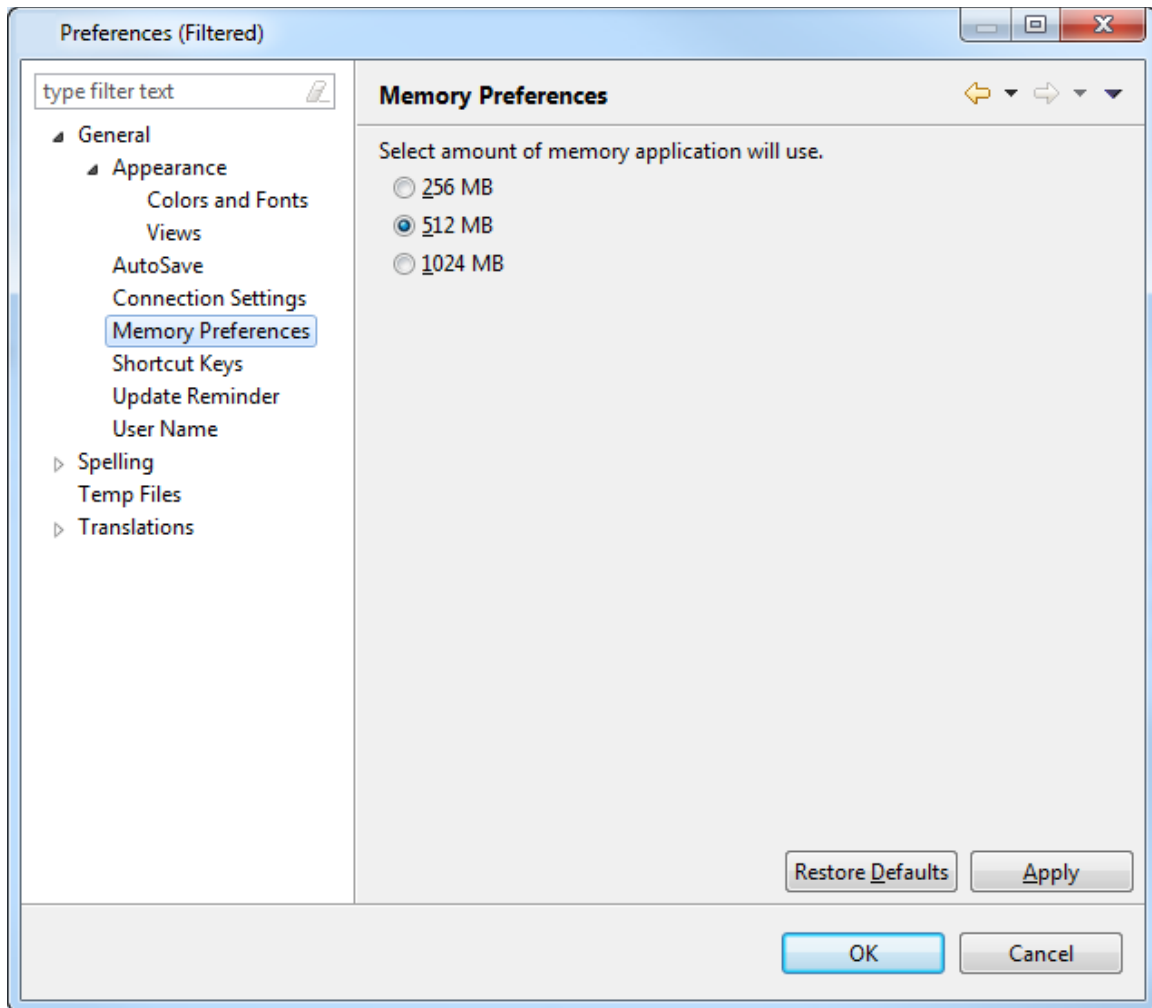 Preferences (Filtered)
type filter text
General
Appearance
Colors and Fonts
Views
AutoSave
Connection Settings
Memory Preferences
Shortcut Keys
Update Reminder
User Name
Spelling
Temp Files
Translations
Memory Preferences
Select amount of memory application will use.
256 MB
512 MB
1024 MB
Restore Defaults
Apply
OK
Cancel